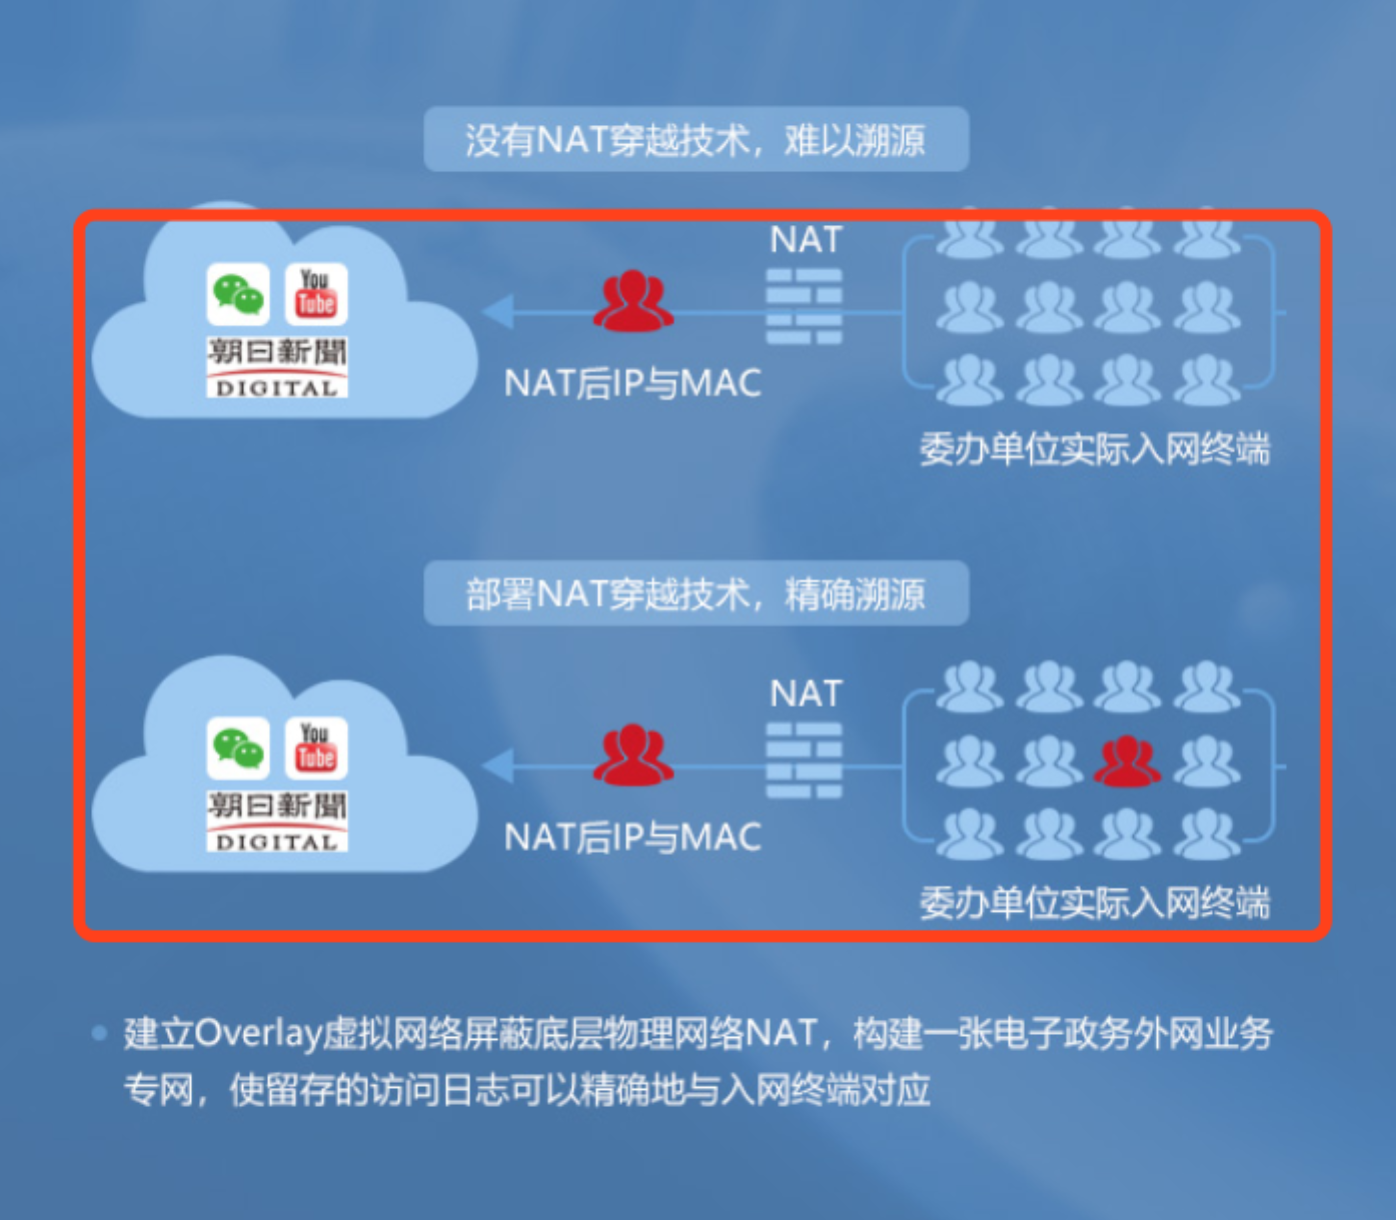 没有NAT穿越技术，难以溯源
NAT
You
Tube
朝日新聞
DIGITAL
NAT后IP与MAC
委办单位实际入网终端
部署NAT穿越技术，精确溯源
NAT
You
Tube
朝日新聞
DIGITAL
NAT后IP与MAC
委办单位实际入网终端
建立Overlay虚拟网络屏蔽底层物理网络NAT，构建一张电子政务外网业务
专网，使留存的访问日志可以精确地与入网终端对应